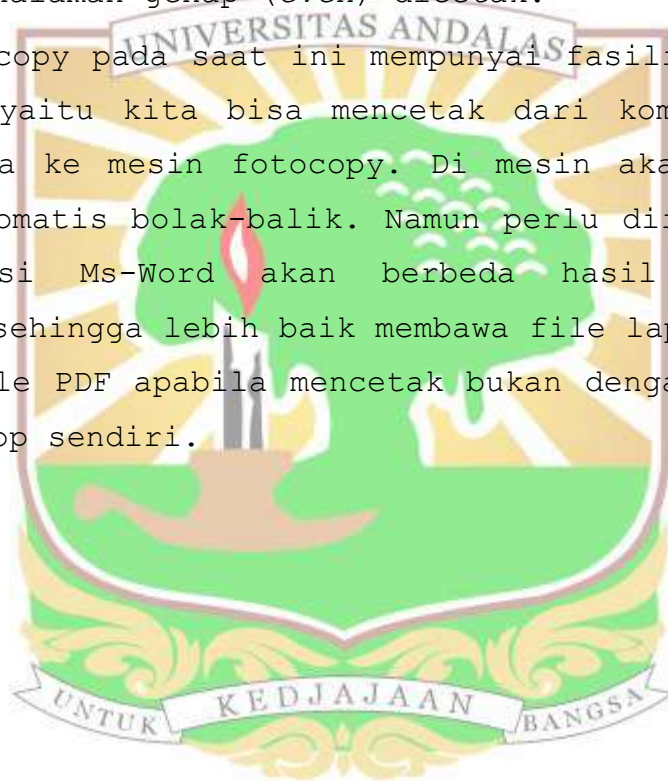 halaman genap (even) dicetak.
UNIVERSITAS ANDALAS
copy pada saat ini mempunyai fasili
yaitu kita bisa mencetak dari kom
a ke mesin fotocopy. Di mesin aka
omatis bolak-balik. Namun perlu di
si Ms-Word akan berbeda hasil
sehingga lebih baik membawa file lap
le PDF apabila mencetak bukan denga
op sendiri.
UNTUK KEDJAJAAN BANGSA